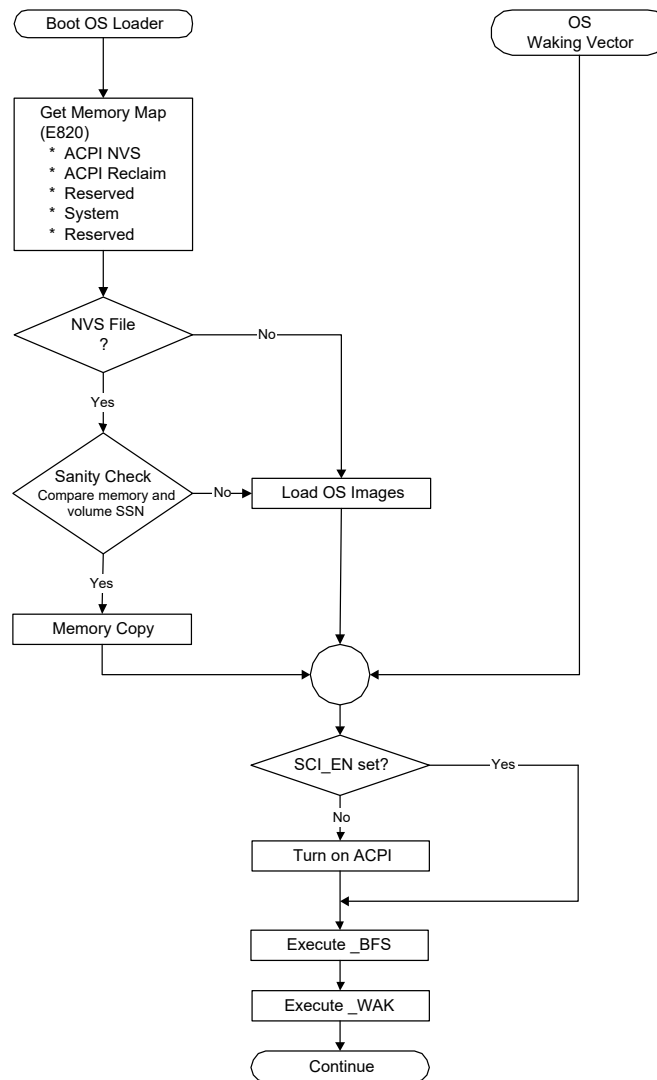 Boot OS Loader
OS
Waking Vector
Get Memory Map
(E820)
* ACPI NVS
* ACPI Reclaim
* Reserved
* System
* Reserved
NVS File
?
No
Yes
Sanity Check
Compare memory and
volume SSN
No
Load OS Images
Yes
Memory Copy
SCI_EN set?
Yes
No
Turn on ACPI
Execute _BFS
Execute _WAK
Continue